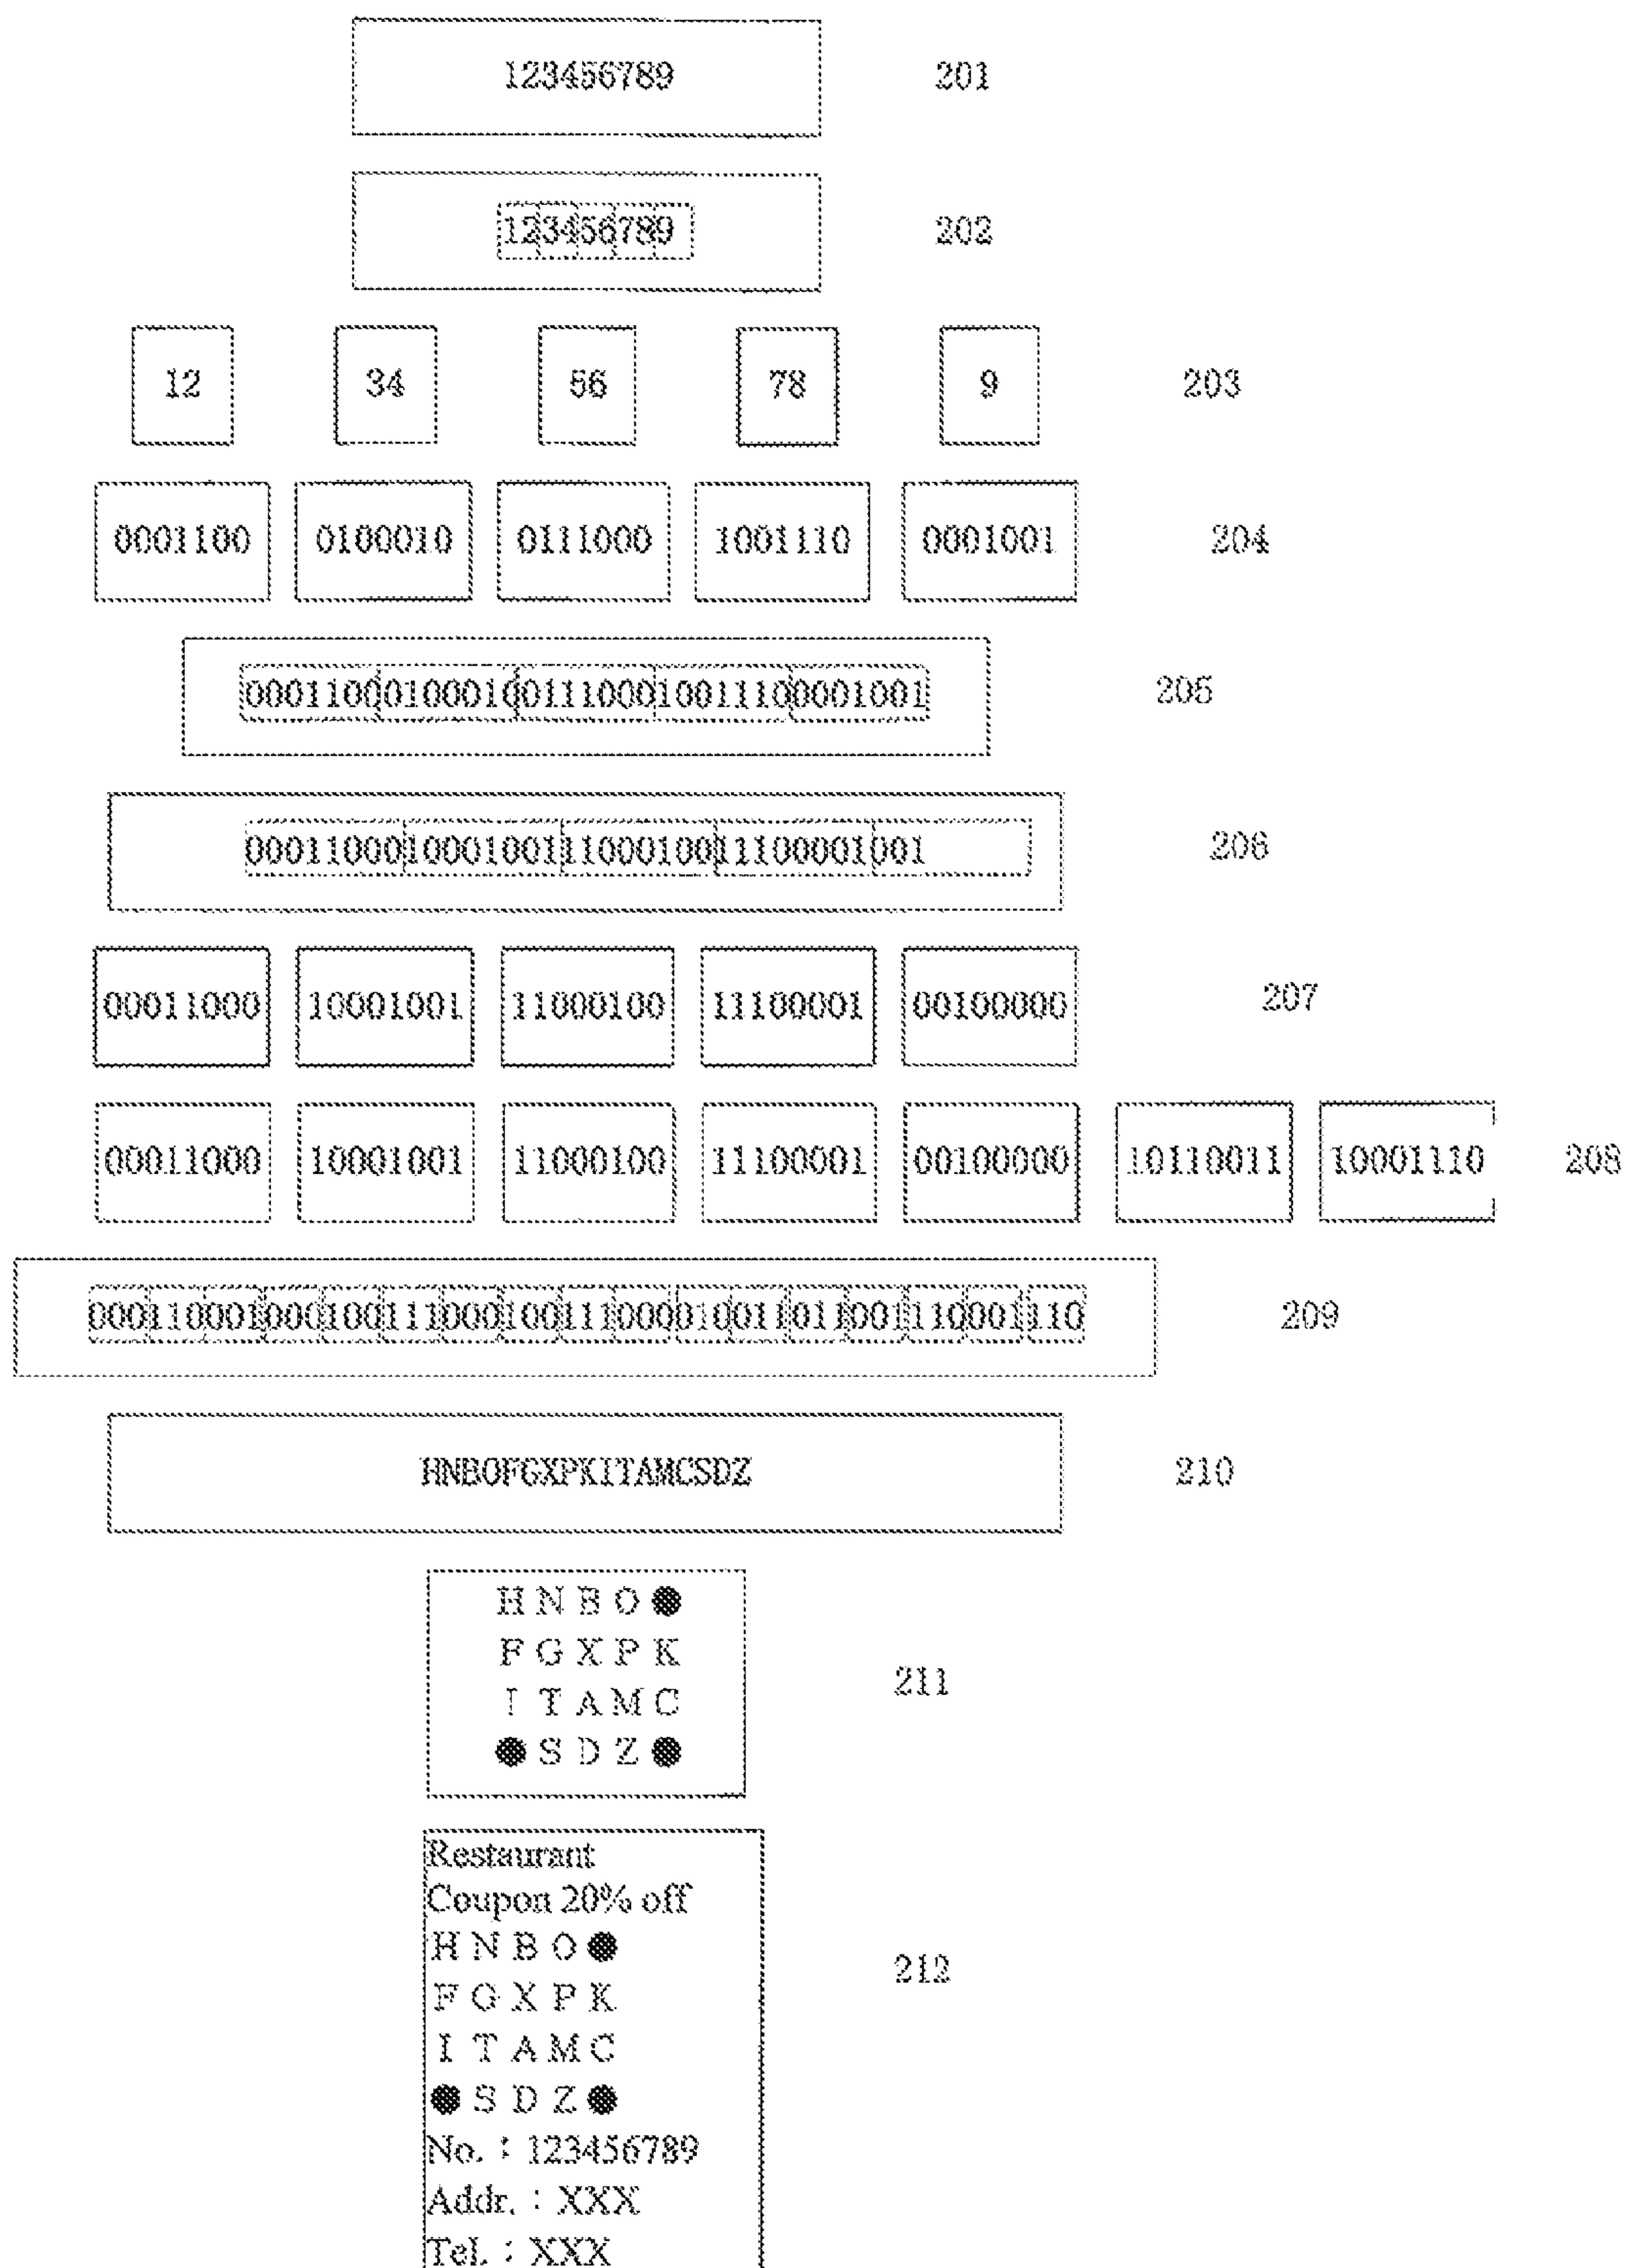 123456789 201
123456789 202
12 34 56 78 9 203
0001100 0100010 0111000 1001110 0001001 204
00011000100010011100010011100001001 205
00011000100010011100010011100001001 206
00011000 10001001 11000100 11100001 00100000 207
00011000 10001001 11000100 11100001 00100000 10110011 10001110 208
000110001000100111000100111000010011011001110001110 209
HNBOFGXPKITAMCSDZ 210
H N B O ●
F G X P K
I T A M C 211
● S D Z ●
Restaurant
Coupon 20% off
H N B O ●
F G X P K 212
I T A M C
● S D Z ●
No. : 123456789
Addr. : XXX
Tel. : XXX